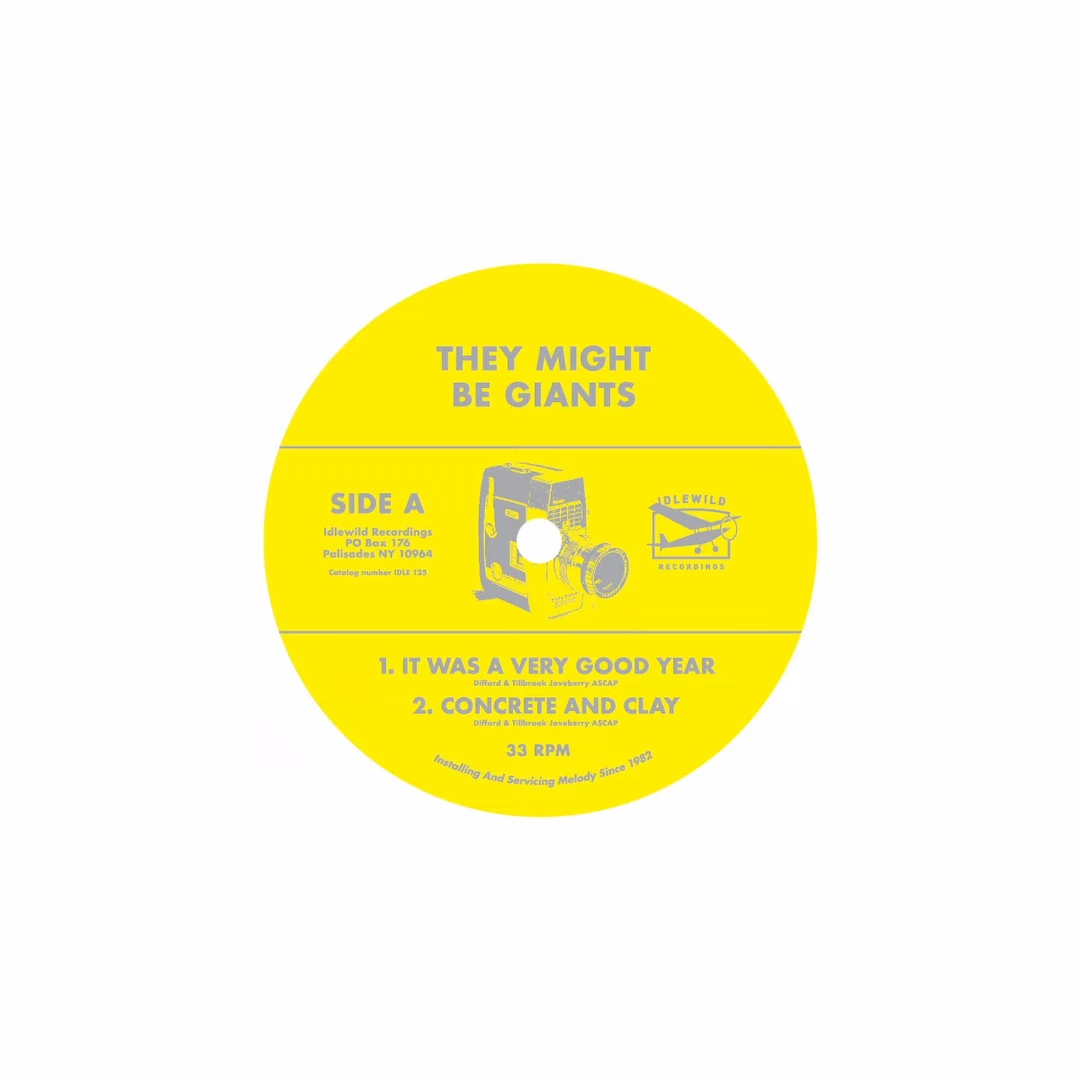 THEY MIGHT
BE GIANTS
SIDE A
Idlewild Recordings
PO Box 176
Palisades NY 10964
Catalog number IDLE 125
IDLEWILD
RECORDINGS
1. IT WAS A VERY GOOD YEAR
Difford & Tillbrook Javeberry ASCAP
2. CONCRETE AND CLAY
Difford & Tillbrook Javeberry ASCAP
33 RPM
Installing And Servicing Melody Since 1982